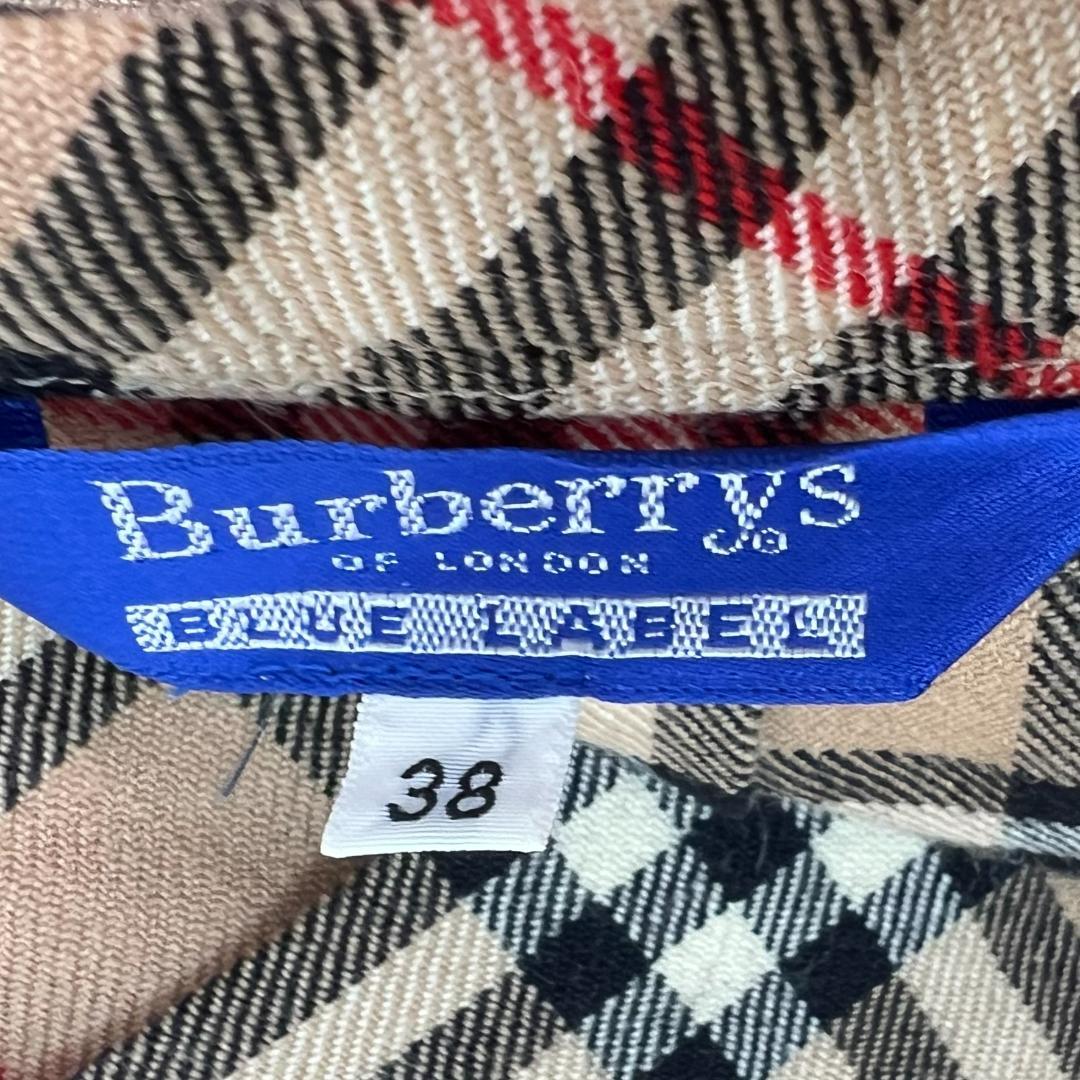 Burberrys®
OF LONDON
BLUE LABEL
38